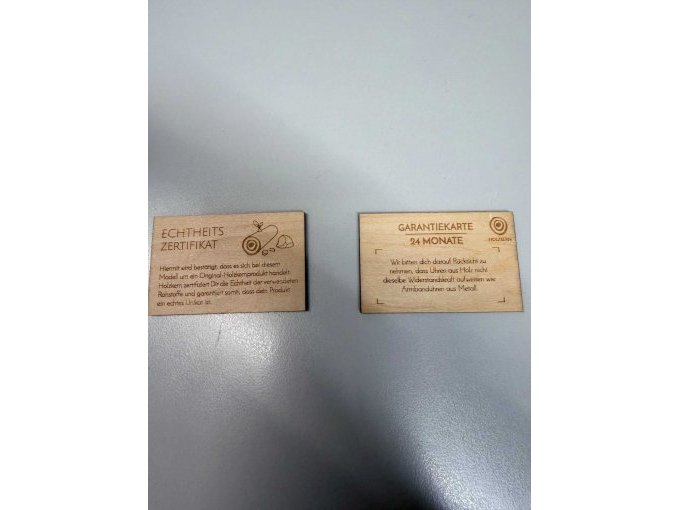 ECHTHEITS
ZERTIFIKAT
Hiermit wird bestätigt, dass es sich bei diesem
Modell um ein Original-Holzkernprodukt handelt.
Holzkern zertifiziert Dir die Echtheit der verwendeten
Rohstoffe und garantiert somit, dass dein Produkt
ein echtes Unikat ist.
GARANTIEKARTE
24 MONATE
HOLZKERN
Wir bitten dich darauf Rücksicht zu
nehmen, dass Uhren aus Holz nicht
dieselbe Widerstandskraft aufweisen wie
Armbanduhren aus Metall.